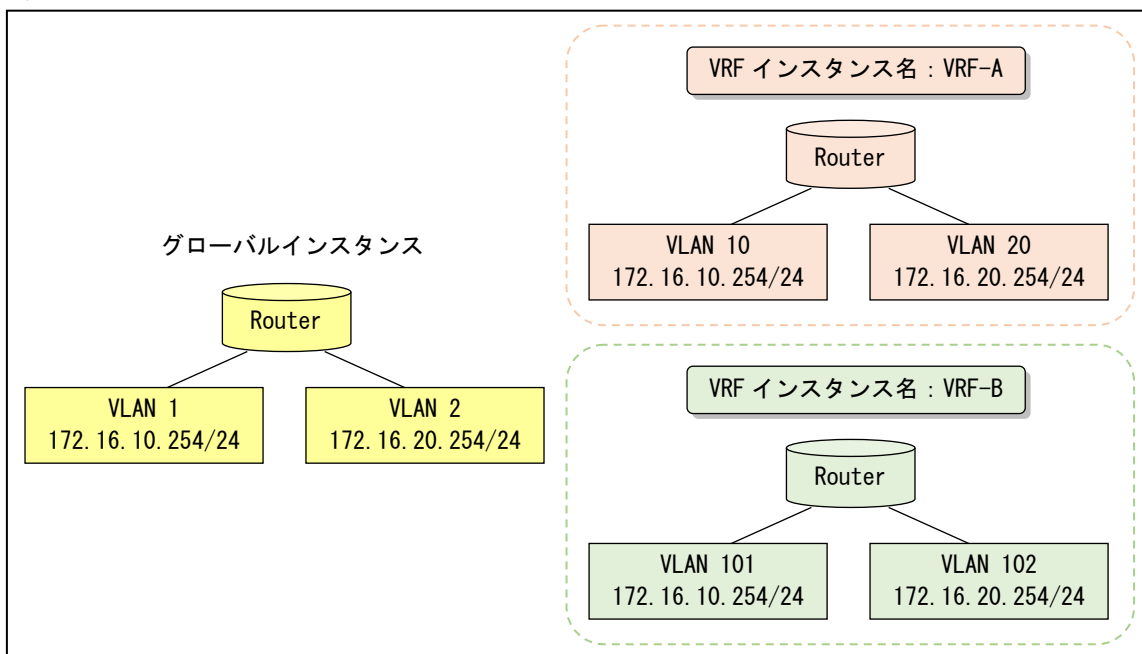 グローバルインスタンス
Router
VLAN 1
172.16.10.254/24
VLAN 2
172.16.20.254/24
VRF インスタンス名：VRF-A
Router
VLAN 10
172.16.10.254/24
VLAN 20
172.16.20.254/24
VRF インスタンス名：VRF-B
Router
VLAN 101
172.16.10.254/24
VLAN 102
172.16.20.254/24